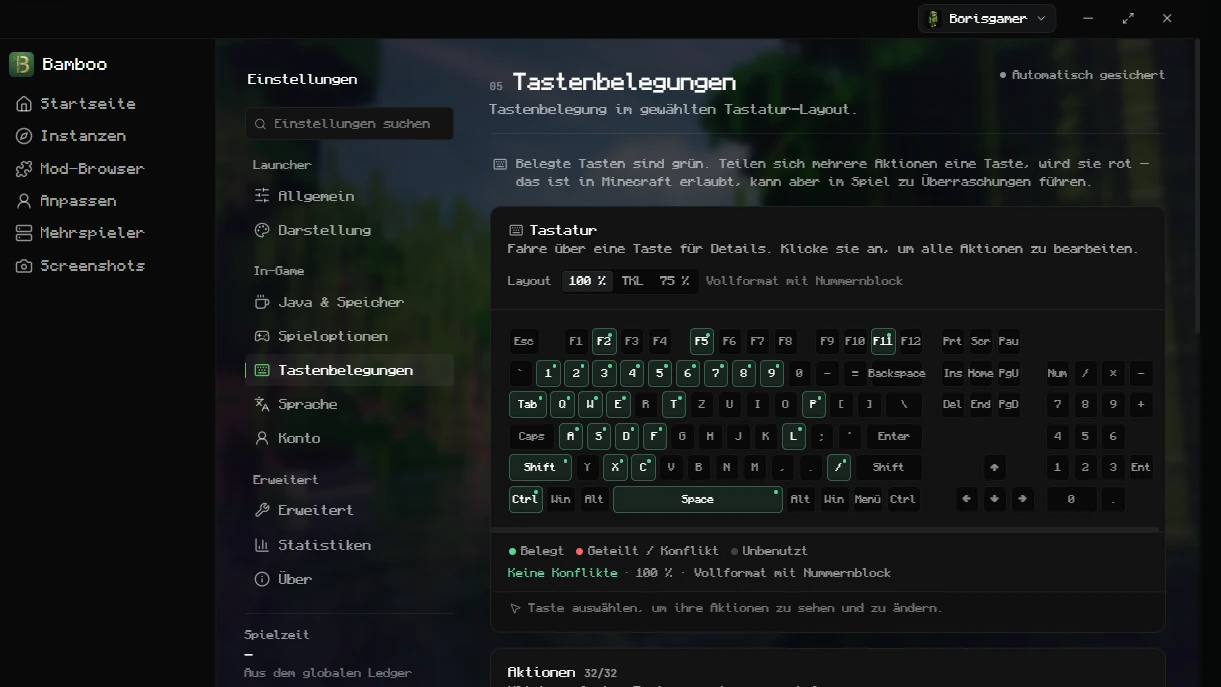 Borisgamer
Bamboo
Startseite
Instanzen
Mod-Browser
Anpassen
Mehrspieler
Screenshots
Einstellungen
Einstellungen suchen
Launcher
Allgemein
Darstellung
In-Game
Java & Speicher
Spieloptionen
Tastenbelegungen
Sprache
Konto
Erweitert
Erweitert
Statistiken
Über
Spielzeit
—
Aus dem globalen Ledger
05 Tastenbelegungen
Automatisch gesichert
Tastenbelegung im gewählten Tastatur-Layout.
Belegte Tasten sind grün. Teilen sich mehrere Aktionen eine Taste, wird sie rot —
das ist in Minecraft erlaubt, kann aber im Spiel zu Überraschungen führen.
Tastatur
Fahre über eine Taste für Details. Klicke sie an, um alle Aktionen zu bearbeiten.
Layout 100 % TKL 75 % Vollformat mit Nummernblock
Esc F1 F2 F3 F4 F5 F6 F7 F8 F9 F10 F11 F12 Prt Scr Pau
` 1 2 3 4 5 6 7 8 9 0 - = Backspace Ins Home PgU Num / × -
Tab Q W E R T Z U I O P [ ] \ Del End PgD 7 8 9 +
Caps A S D F G H J K L ; ' Enter 4 5 6
Shift Y X C V B N M , . / Shift ↑ 1 2 3 Ent
Ctrl Win Alt Space Alt Win Menü Ctrl ← ↓ → 0 .
Belegt Geteilt / Konflikt Unbenutzt
Keine Konflikte · 100 % · Vollformat mit Nummernblock
Taste auswählen, um ihre Aktionen zu sehen und zu ändern.
Aktionen 32/32